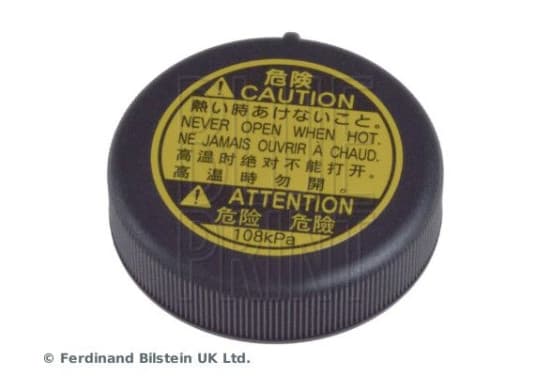 危険
CAUTION
熱い時あけないこと。
NEVER OPEN WHEN HOT.
NE JAMAIS OUVRIR À CHAUD.
高温时绝对不能打开。
高温時勿開。
ATTENTION
危险 危險
108kPa
BLUE PRINT
© Ferdinand Bilstein UK Ltd.